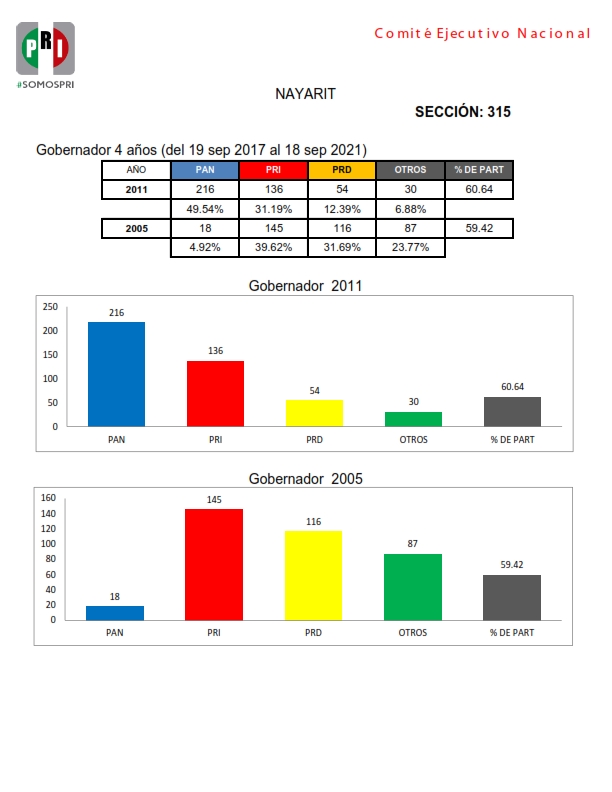 Comité Ejecutivo Nacional
PRI
#SOMOSPRI
NAYARIT
SECCIÓN: 315
Gobernador 4 años (del 19 sep 2017 al 18 sep 2021)
AÑO PAN PRI PRD OTROS % DE PART
2011 216 136 54 30 60.64
49.54% 31.19% 12.39% 6.88%
2005 18 145 116 87 59.42
4.92% 39.62% 31.69% 23.77%
Gobernador 2011
250
200
150
100
50
0
216
136
54
30
60.64
PAN PRI PRD OTROS % DE PART
Gobernador 2005
160
140
120
100
80
60
40
20
0
18
145
116
87
59.42
PAN PRI PRD OTROS % DE PART